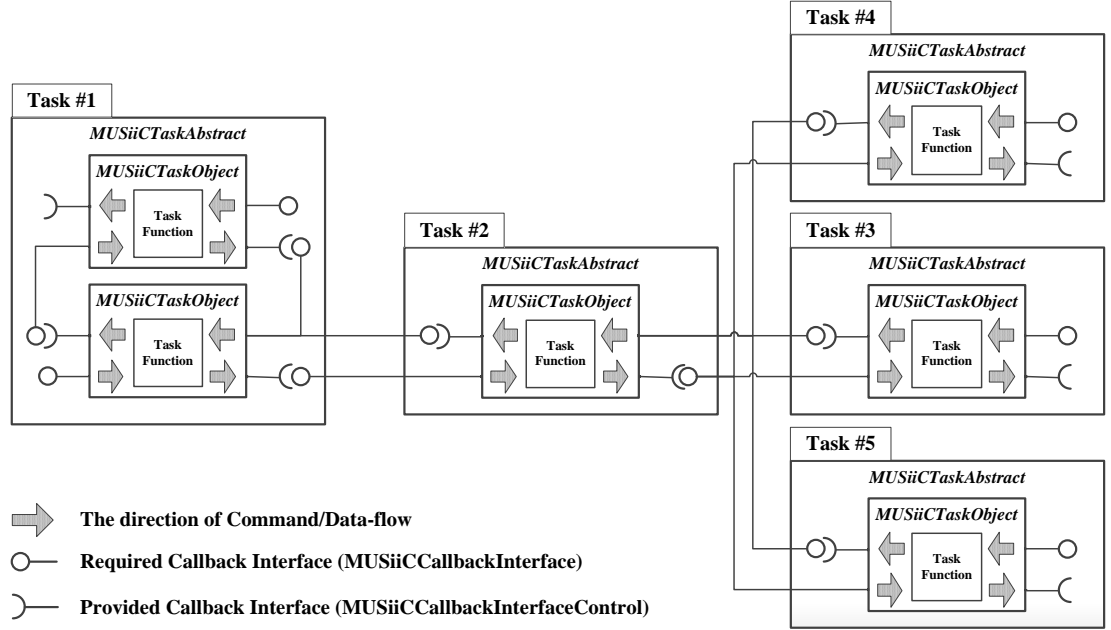 Task #1
MUSiiCTaskAbstract
MUSiiCTaskObject
Task
Function
MUSiiCTaskObject
Task
Function
Task #2
MUSiiCTaskAbstract
MUSiiCTaskObject
Task
Function
Task #4
MUSiiCTaskAbstract
MUSiiCTaskObject
Task
Function
Task #3
MUSiiCTaskAbstract
MUSiiCTaskObject
Task
Function
Task #5
MUSiiCTaskAbstract
MUSiiCTaskObject
Task
Function
The direction of Command/Data-flow
Required Callback Interface (MUSiiCCallbackInterface)
Provided Callback Interface (MUSiiCCallbackInterfaceControl)